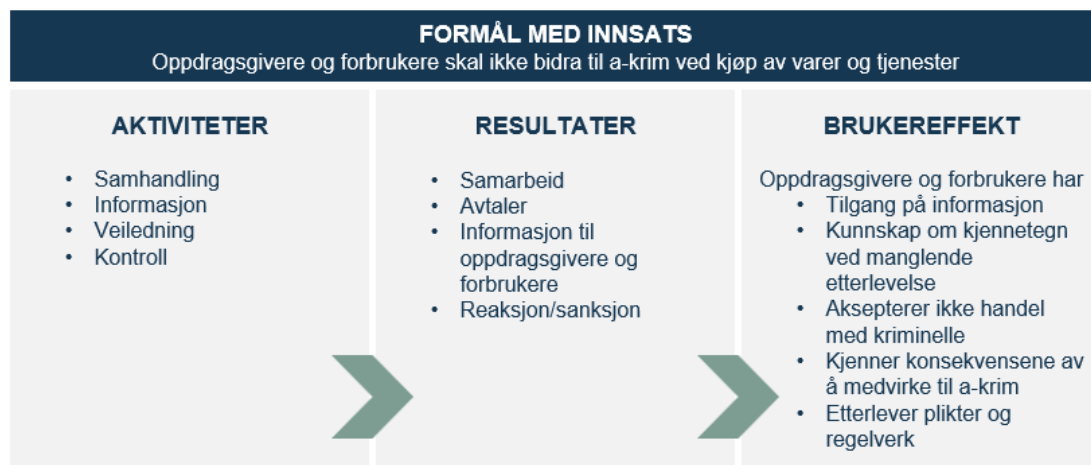 FORMÅL MED INNSATS
Oppdragsgivere og forbrukere skal ikke bidra til a-krim ved kjøp av varer og tjenester
AKTIVITETER
• Samhandling
• Informasjon
• Veiledning
• Kontroll
RESULTATER
• Samarbeid
• Avtaler
• Informasjon til
oppdragsgivere og
forbrukere
• Reaksjon/sanksjon
BRUKEREFFEKT
Oppdragsgivere og forbrukere har
• Tilgang på informasjon
• Kunnskap om kjennetegn
ved manglende
etterlevelse
• Aksepterer ikke handel
med kriminelle
• Kjenner konsekvensene av
å medvirke til a-krim
• Etterlever plikter og
regelverk